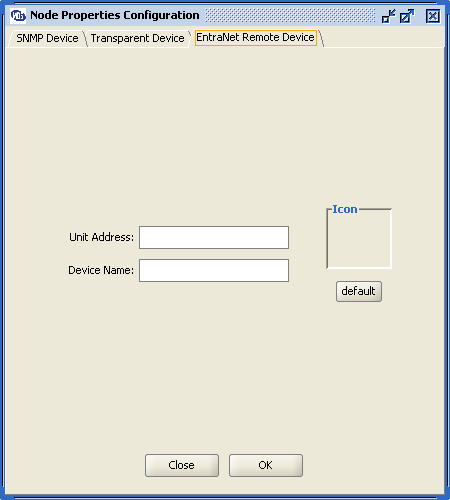 Node Properties Configuration
SNMP Device Transparent Device EntraNet Remote Device
Icon
Unit Address:
Device Name:
default
Close OK